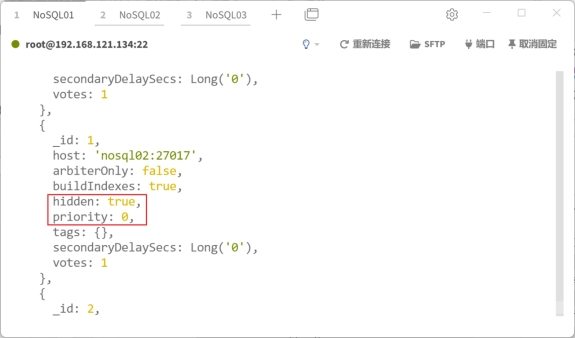 1 NoSQL01 2 NoSQL02 3 NoSQL03
root@192.168.121.134:22 重新连接 SFTP 端口 取消固定
secondaryDelaySecs: Long('0'),
votes: 1
},
{
_id: 1,
host: 'nosql02:27017',
arbiterOnly: false,
buildIndexes: true,
hidden: true,
priority: 0,
tags: {},
secondaryDelaySecs: Long('0'),
votes: 1
},
{
_id: 2,